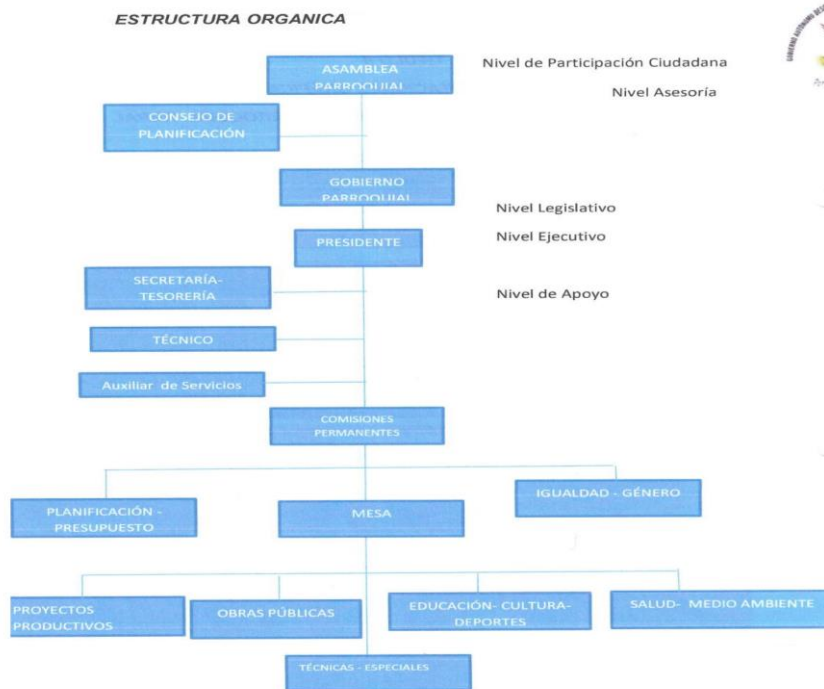 ESTRUCTURA ORGANICA
ASAMBLEA
PARROQUIAL
Nivel de Participación Ciudadana
Nivel Asesoría
CONSEJO DE
PLANIFICACIÓN
GOBIERNO
PARROQUIAL
Nivel Legislativo
PRESIDENTE
Nivel Ejecutivo
SECRETARÍA-
TESORERÍA
Nivel de Apoyo
TÉCNICO
Auxiliar de Servicios
COMISIONES
PERMANENTES
PLANIFICACIÓN -
PRESUPUESTO
MESA
IGUALDAD - GÉNERO
PROYECTOS
PRODUCTIVOS
OBRAS PÚBLICAS
EDUCACIÓN- CULTURA-
DEPORTES
SALUD- MEDIO AMBIENTE
TÉCNICAS - ESPECIALES